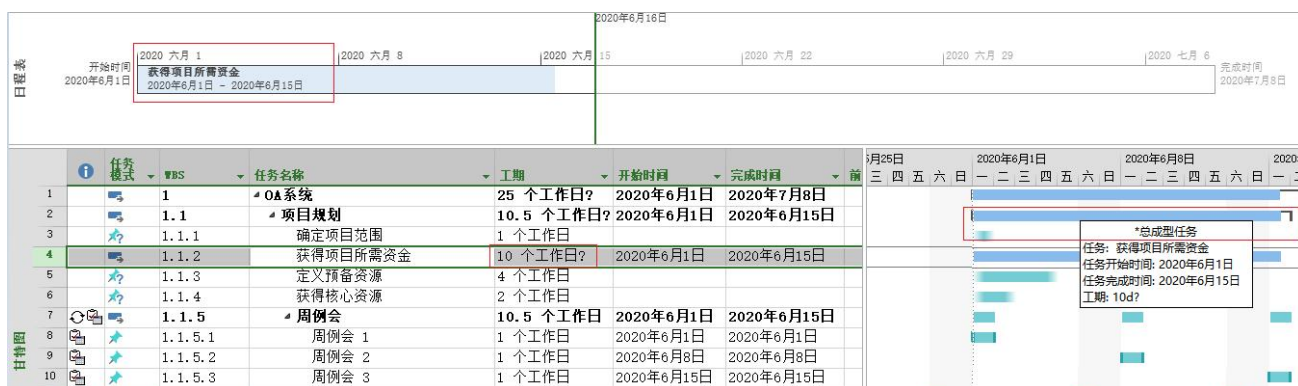 2020年6月16日
2020 六月 1
2020 六月 8
2020 六月 15
2020 六月 22
2020 六月 29
2020 七月 6
日程表
开始时间
2020年6月1日
获得项目所需资金
2020年6月1日 - 2020年6月15日
完成时间
2020年7月8日
任务模式 WBS 任务名称 工期 开始时间 完成时间 前
5月25日 2020年6月1日 2020年6月8日 2020
三 四 五 六 日 一 二 三 四 五 六 日 一 二 三 四 五 六 日 一 二
1 1 OA系统 25 个工作日? 2020年6月1日 2020年7月8日
2 1.1 项目规划 10.5 个工作日? 2020年6月1日 2020年6月15日
3 1.1.1 确定项目范围 1 个工作日
4 1.1.2 获得项目所需资金 10 个工作日? 2020年6月1日 2020年6月15日
5 1.1.3 定义预备资源 4 个工作日
6 1.1.4 获得核心资源 2 个工作日
7 1.1.5 周例会 10.5 个工作日 2020年6月1日 2020年6月15日
8 1.1.5.1 周例会 1 1 个工作日 2020年6月1日 2020年6月1日
9 1.1.5.2 周例会 2 1 个工作日 2020年6月8日 2020年6月8日
10 1.1.5.3 周例会 3 1 个工作日 2020年6月15日 2020年6月15日
甘特图
*总成型任务
任务: 获得项目所需资金
任务开始时间: 2020年6月1日
任务完成时间: 2020年6月15日
工期: 10d?